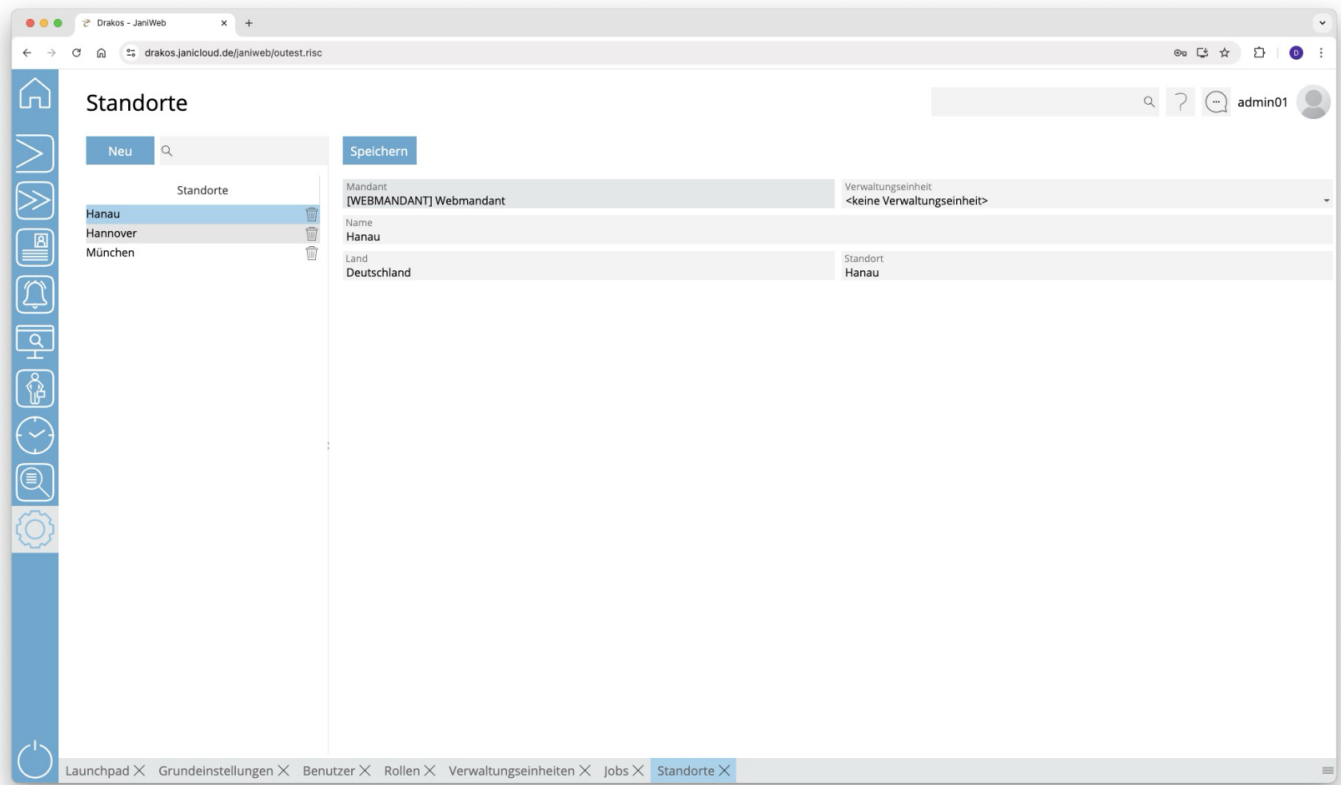 Drakos - JaniWeb
drakos.janicloud.de/janiweb/outest.risc
D
Standorte
admin01
Neu
Speichern
Standorte
Hanau
Hannover
München
Mandant
[WEBMANDANT] Webmandant
Verwaltungseinheit
<keine Verwaltungseinheit>
Name
Hanau
Land
Deutschland
Standort
Hanau
Launchpad Grundeinstellungen Benutzer Rollen Verwaltungseinheiten Jobs Standorte